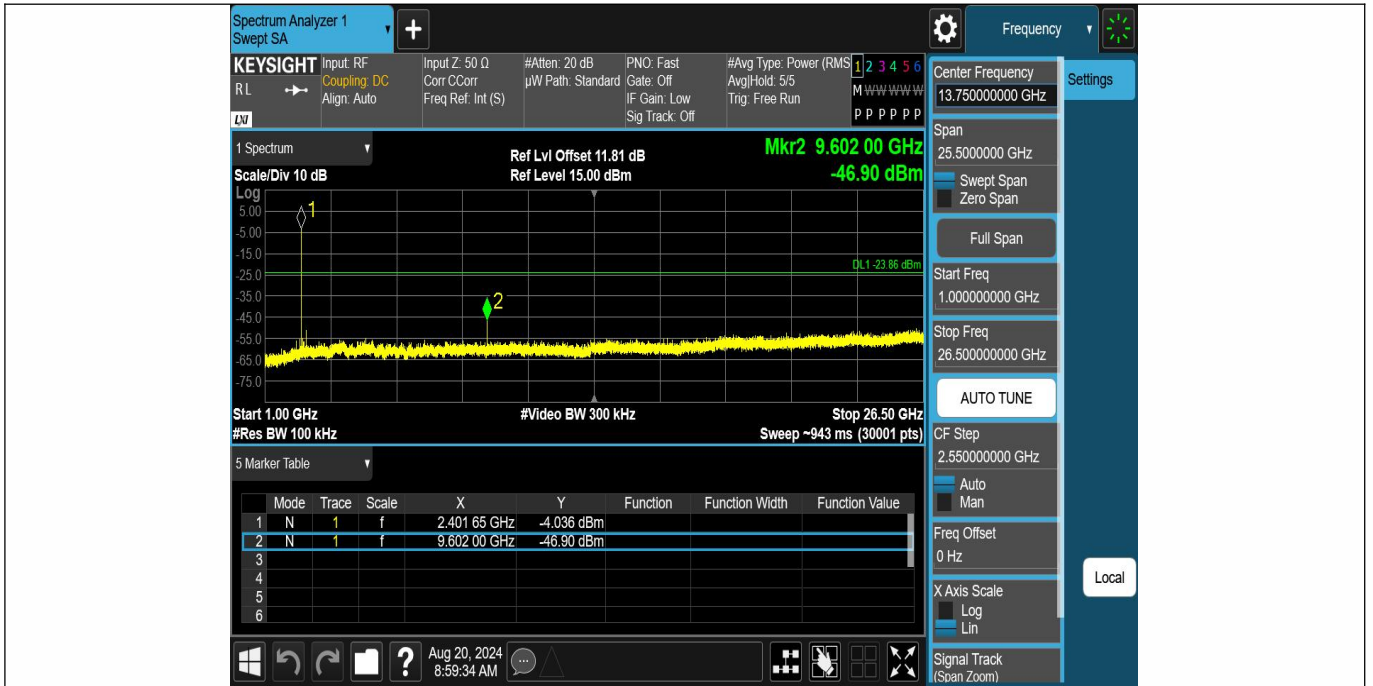 Spectrum Analyzer 1
Swept SA
+
Frequency
KEYSIGHT
RL
LXI
Input: RF
Coupling: DC
Align: Auto
Input Z: 50 Ω
Corr CCorr
Freq Ref: Int (S)
#Atten: 20 dB
µW Path: Standard
PNO: Fast
Gate: Off
IF Gain: Low
Sig Track: Off
#Avg Type: Power (RMS
Avg|Hold: 5/5
Trig: Free Run
1 2 3 4 5 6
M W W W W W
P P P P P P
1 Spectrum
Scale/Div 10 dB
Ref Lvl Offset 11.81 dB
Ref Level 15.00 dBm
Mkr2 9.602 00 GHz
-46.90 dBm
Log
5.00
-5.00
-15.0
-25.0
-35.0
-45.0
-55.0
-65.0
-75.0
1
2
DL1 -23.86 dBm
Start 1.00 GHz
#Video BW 300 kHz
Stop 26.50 GHz
#Res BW 100 kHz
Sweep ~943 ms (30001 pts)
5 Marker Table
Mode Trace Scale X Y Function Function Width Function Value
1 N 1 f 2.401 65 GHz -4.036 dBm
2 N 1 f 9.602 00 GHz -46.90 dBm
3
4
5
6
?
Aug 20, 2024
8:59:34 AM
Center Frequency
13.750000000 GHz
Settings
Span
25.5000000 GHz
Swept Span
Zero Span
Full Span
Start Freq
1.000000000 GHz
Stop Freq
26.500000000 GHz
AUTO TUNE
CF Step
2.550000000 GHz
Auto
Man
Freq Offset
0 Hz
X Axis Scale
Log
Lin
Signal Track
(Span Zoom)
Local